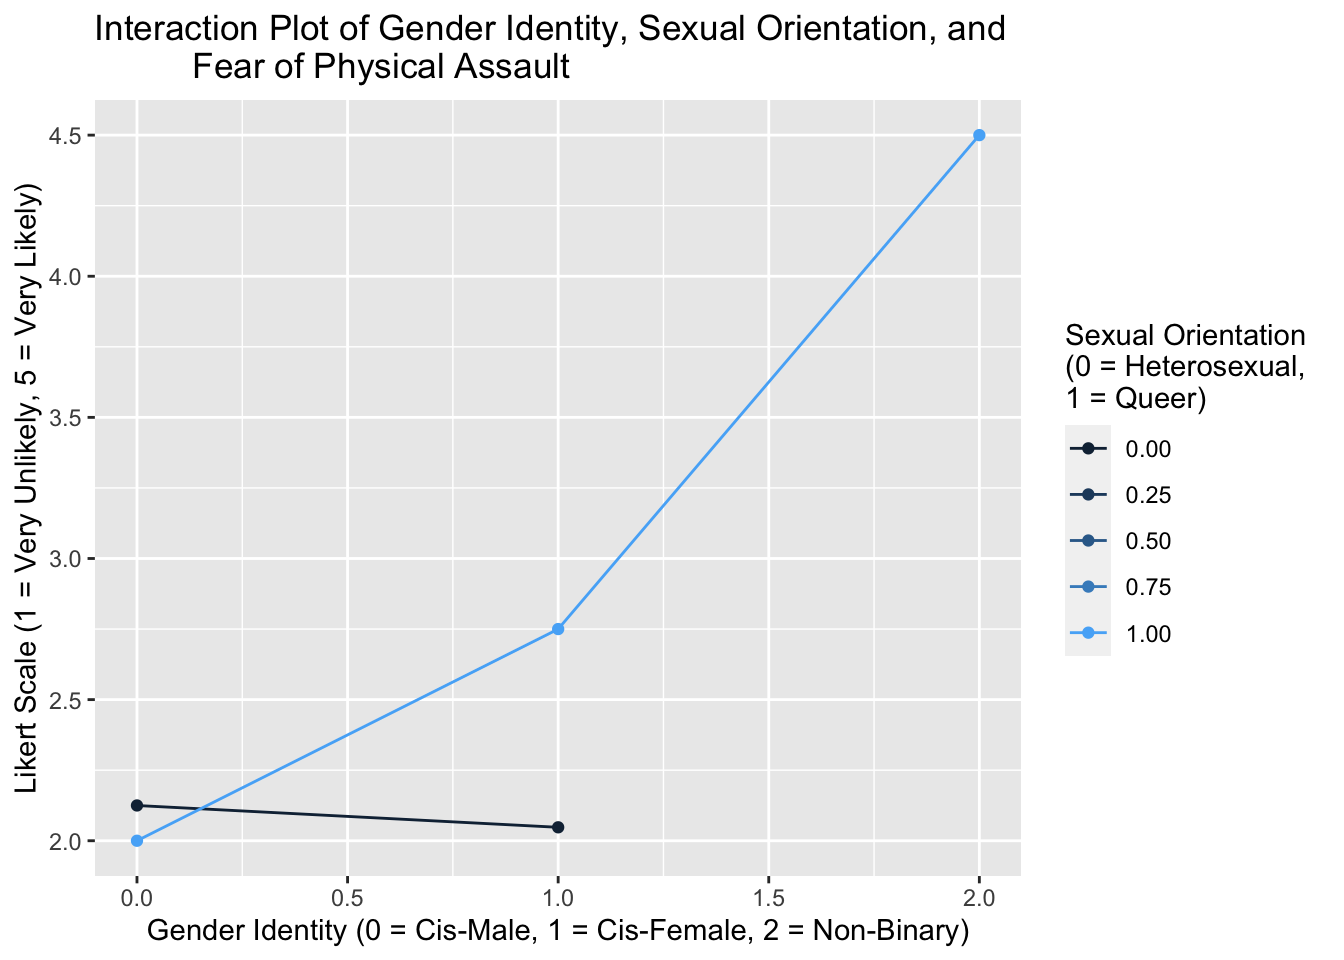 Interaction Plot of Gender Identity, Sexual Orientation, and
Fear of Physical Assault
Likert Scale (1 = Very Unlikely, 5 = Very Likely)
4.5
4.0
3.5
3.0
2.5
2.0
0.0
0.5
1.0
1.5
2.0
Gender Identity (0 = Cis-Male, 1 = Cis-Female, 2 = Non-Binary)
Sexual Orientation
(0 = Heterosexual,
1 = Queer)
0.00
0.25
0.50
0.75
1.00